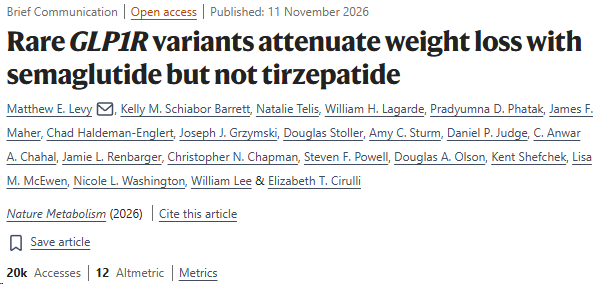 Brief Communication | Open access | Published: 11 November 2026
Rare GLP1R variants attenuate weight loss with
semaglutide but not tirzepatide
Matthew E. Levy, Kelly M. Schiabor Barrett, Natalie Telis, William H. Lagarde, Pradyumna D. Phatak, James F.
Maher, Chad Haldeman-Englert, Joseph J. Grzymski, Douglas Stoller, Amy C. Sturm, Daniel P. Judge, C. Anwar
A. Chahal, Jamie L. Renbarger, Christopher N. Chapman, Steven F. Powell, Douglas A. Olson, Kent Shefchek, Lisa
M. McEwen, Nicole L. Washington, William Lee & Elizabeth T. Cirulli
Nature Metabolism (2026) | Cite this article
Save article
20k Accesses | 12 Altmetric | Metrics